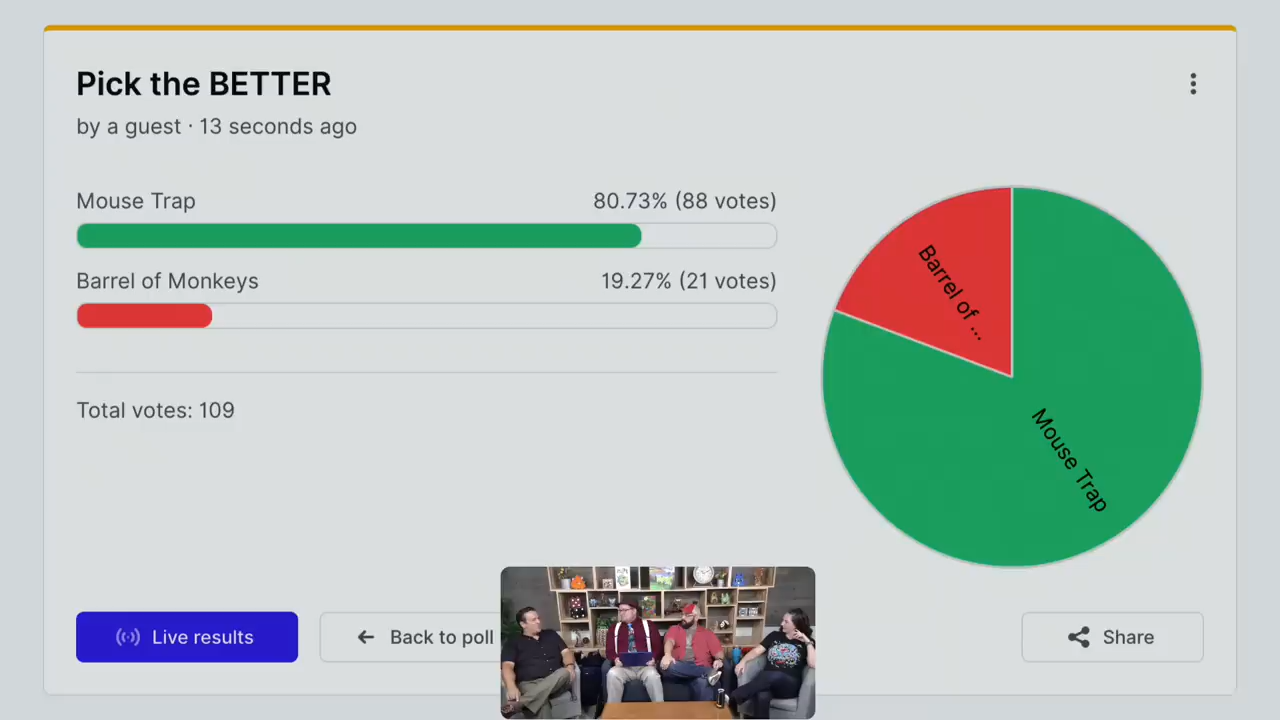 Pick the BETTER
by a guest · 13 seconds ago
Mouse Trap 80.73% (88 votes)
Barrel of Monkeys 19.27% (21 votes)
Total votes: 109
Barrel of ...
Mouse Trap
Live results
Back to poll
Share